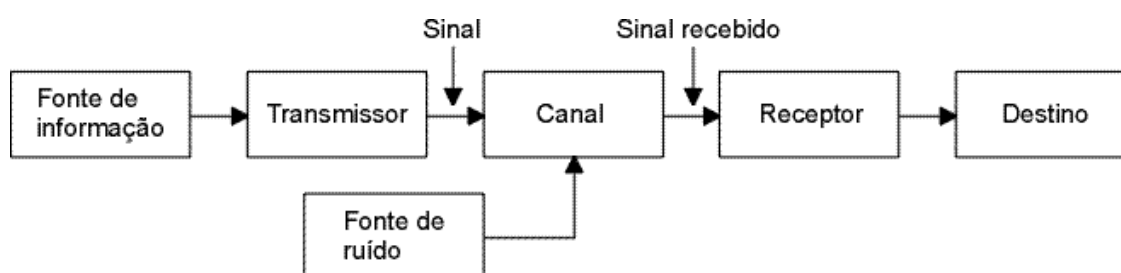 Sinal
Sinal recebido
Fonte de
informação
Transmissor
Canal
Receptor
Destino
Fonte de
ruído